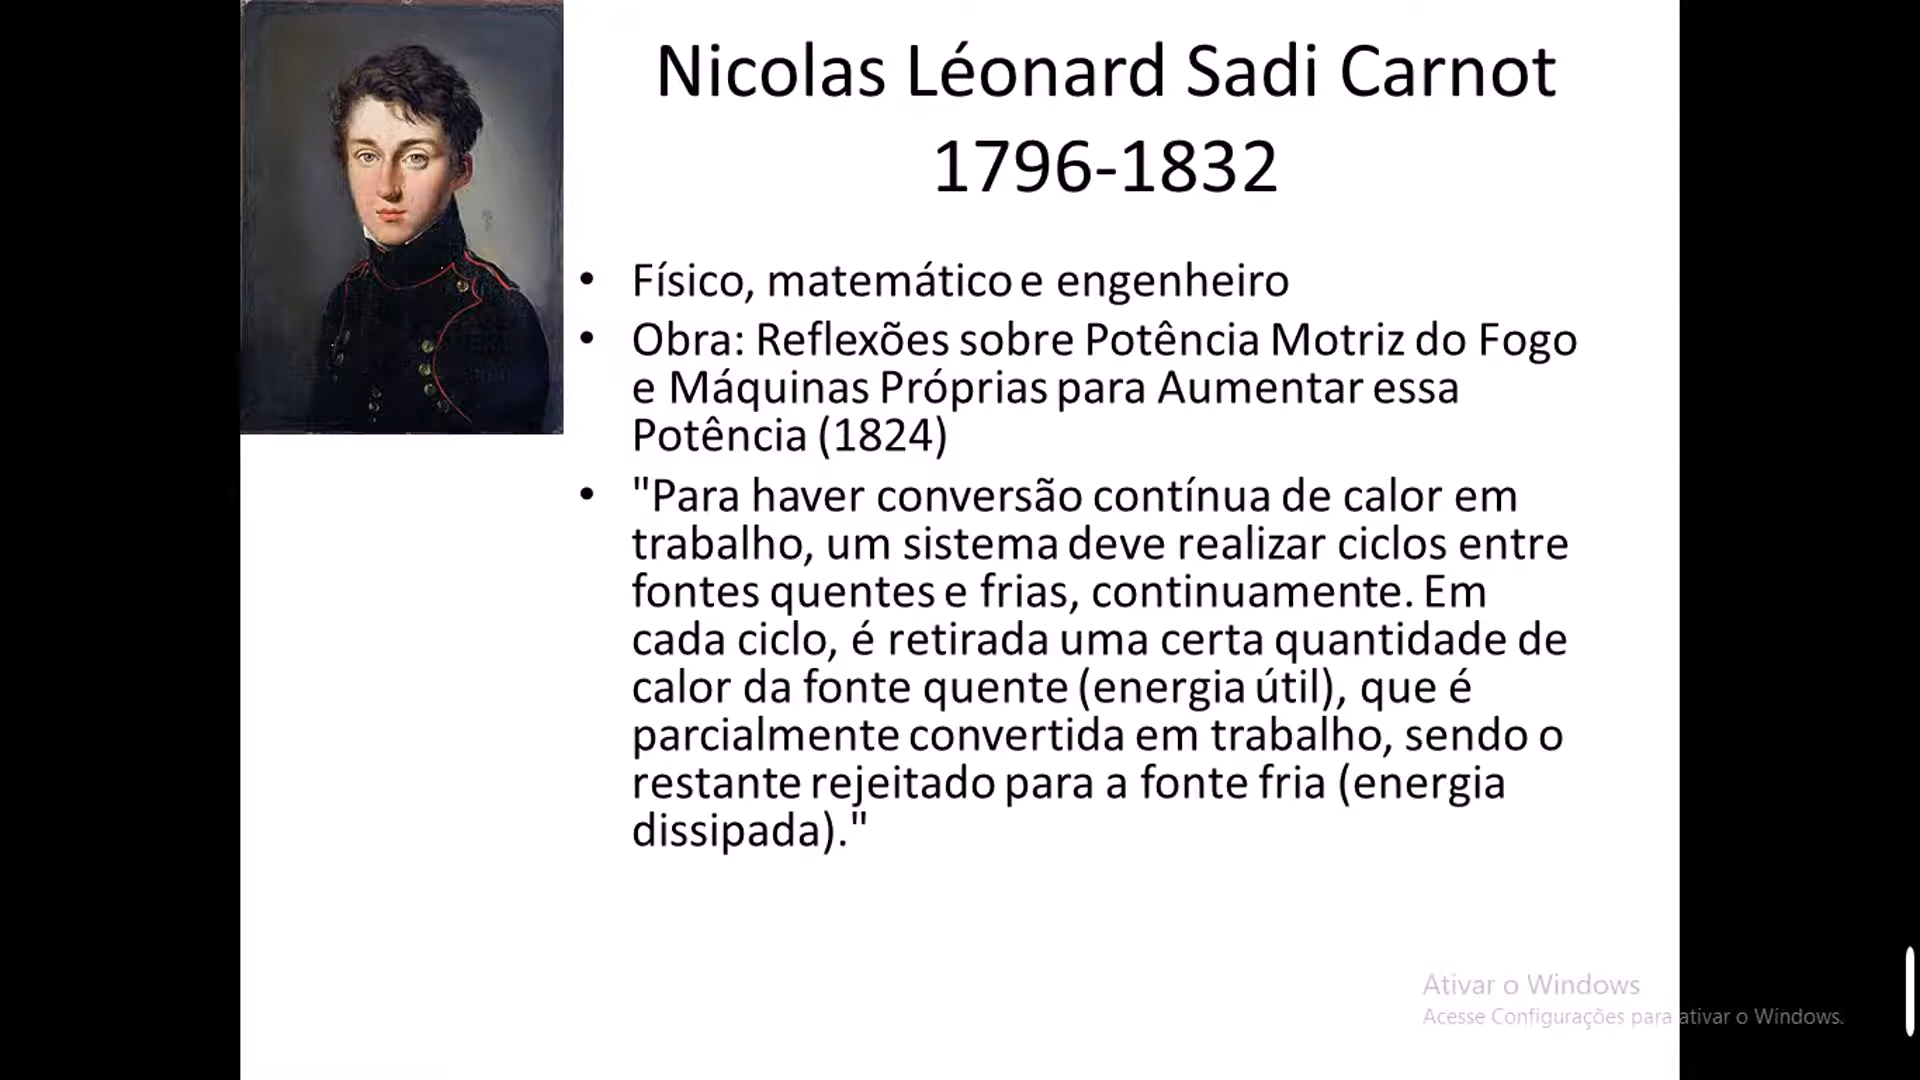 Nicolas Léonard Sadi Carnot
1796-1832
• Físico, matemático e engenheiro
• Obra: Reflexões sobre Potência Motriz do Fogo
e Máquinas Próprias para Aumentar essa
Potência (1824)
• "Para haver conversão contínua de calor em
trabalho, um sistema deve realizar ciclos entre
fontes quentes e frias, continuamente. Em
cada ciclo, é retirada uma certa quantidade de
calor da fonte quente (energia útil), que é
parcialmente convertida em trabalho, sendo o
restante rejeitado para a fonte fria (energia
dissipada)."
Ativar o Windows
Acesse Configurações para ativar o Windows.